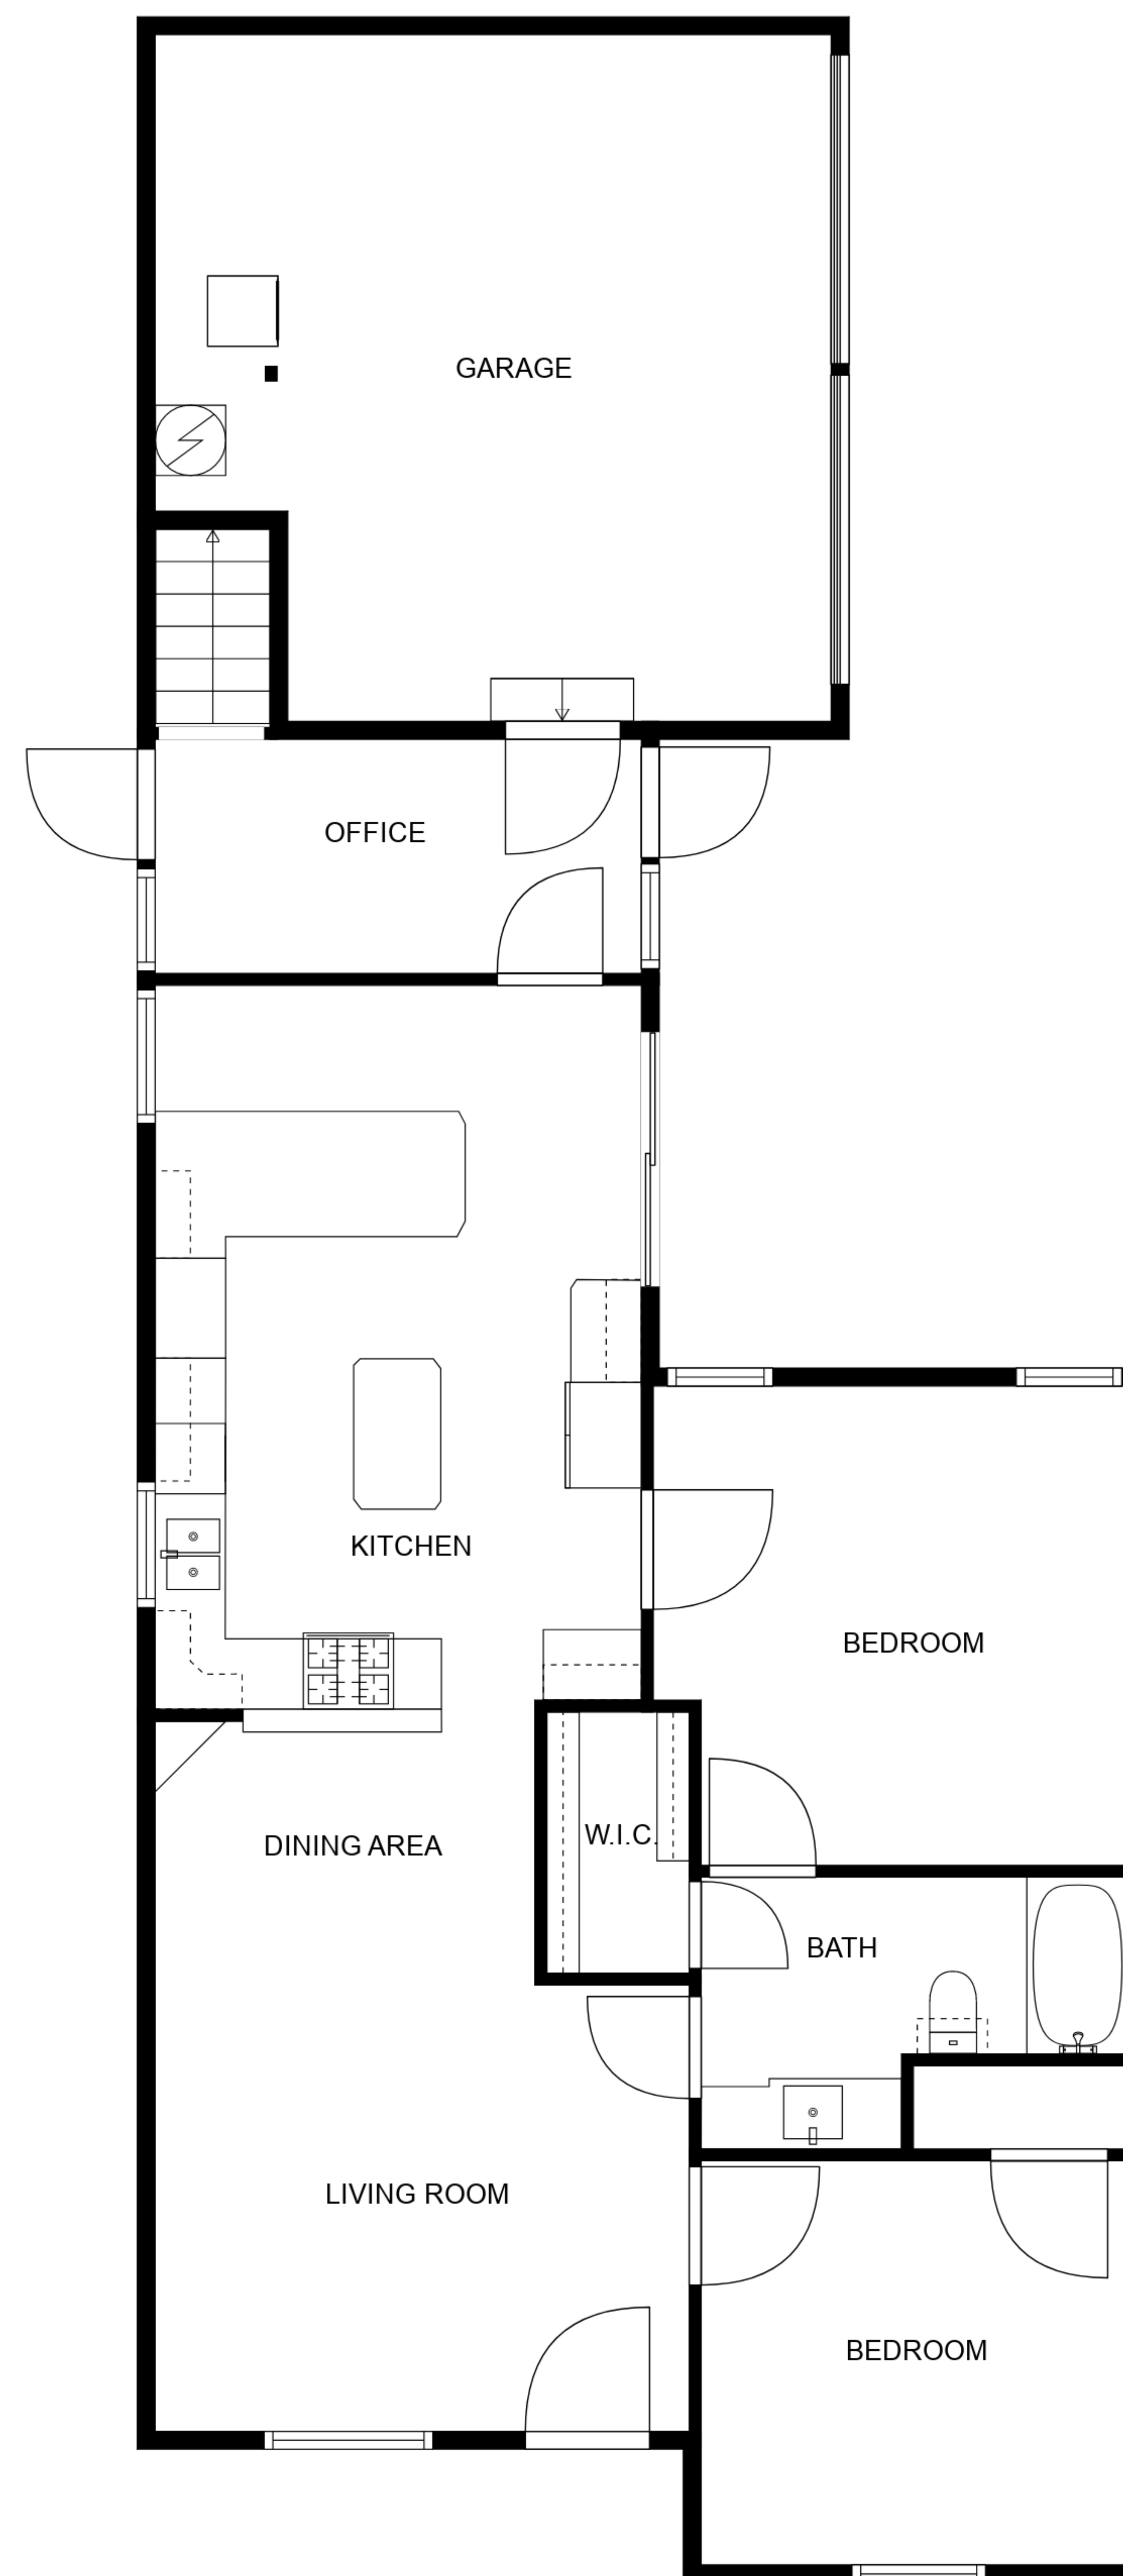 GARAGE
OFFICE
KITCHEN
BEDROOM
W.I.C.
DINING AREA
BATH
LIVING ROOM
BEDROOM